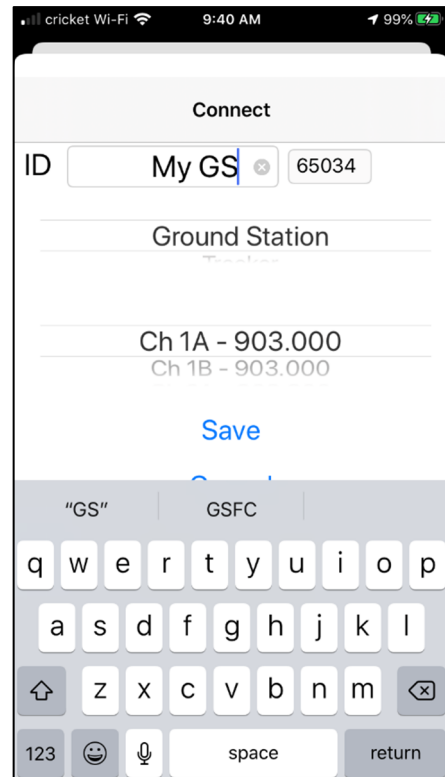 cricket Wi-Fi 9:40 AM 99%
Connect
ID My GS 65034
Ground Station
Tracker
Ch 1A - 903.000
Ch 1B - 903.000
Save
“GS” GSFC
q w e r t y u i o p
a s d f g h j k l
z x c v b n m
123 space return